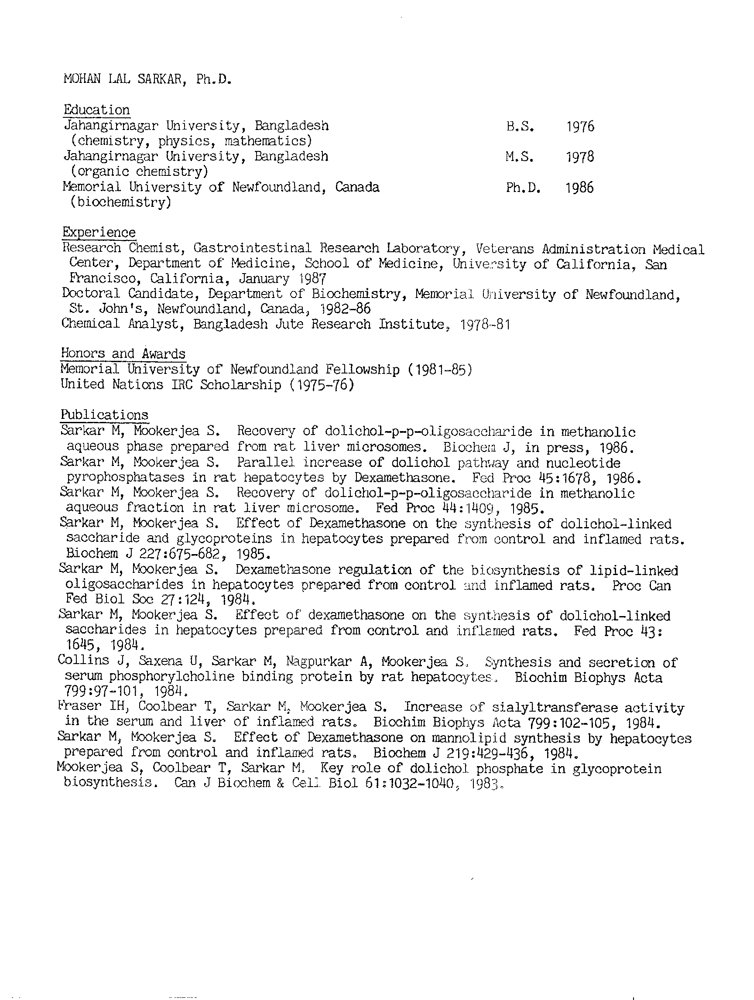 MOHAN LAL SARKAR, Ph.D.
Education
Jahangirnagar University, Bangladesh B.S. 1976
(chemistry, physics, mathematics)
Jahangirnagar University, Bangladesh M.S. 1978
(organic chemistry)
Memorial University of Newfoundland, Canada Ph.D. 1986
(biochemistry)
Experience
Research Chemist, Gastrointestinal Research Laboratory, Veterans Administration Medical
Center, Department of Medicine, School of Medicine, University of California, San
Francisco, California, January 1987
Doctoral Candidate, Department of Biochemistry, Memorial University of Newfoundland,
St. John's, Newfoundland, Canada, 1982-86
Chemical Analyst, Bangladesh Jute Research Institute, 1978-81
Honors and Awards
Memorial University of Newfoundland Fellowship (1981-85)
United Nations IRC Scholarship (1975-76)
Publications
Sarkar M, Mookerjea S. Recovery of dolichol-p-p-oligosaccharide in methanolic
aqueous phase prepared from rat liver microsomes. Biochem J, in press, 1986.
Sarkar M, Mookerjea S. Parallel increase of dolichol pathway and nucleotide
pyrophosphatases in rat hepatocytes by Dexamethasone. Fed Proc 45:1678, 1986.
Sarkar M, Mookerjea S. Recovery of dolichol-p-p-oligosaccharide in methanolic
aqueous fraction in rat liver microsome. Fed Proc 44:1409, 1985.
Sarkar M, Mookerjea S. Effect of Dexamethasone on the synthesis of dolichol-linked
saccharide and glycoproteins in hepatocytes prepared from control and inflamed rats.
Biochem J 227:675-682, 1985.
Sarkar M, Mookerjea S. Dexamethasone regulation of the biosynthesis of lipid-linked
oligosaccharides in hepatocytes prepared from control and inflamed rats. Proc Can
Fed Biol Soc 27:124, 1984.
Sarkar M, Mookerjea S. Effect of dexamethasone on the synthesis of dolichol-linked
saccharides in hepatocytes prepared from control and inflamed rats. Fed Proc 43:
1645, 1984.
Collins J, Saxena U, Sarkar M, Nagpurkar A, Mookerjea S. Synthesis and secretion of
serum phosphorylcholine binding protein by rat hepatocytes. Biochim Biophys Acta
799:97-101, 1984.
Fraser IH, Coolbear T, Sarkar M, Mookerjea S. Increase of sialyltransferase activity
in the serum and liver of inflamed rats. Biochim Biophys Acta 799:102-105, 1984.
Sarkar M, Mookerjea S. Effect of Dexamethasone on mannolipid synthesis by hepatocytes
prepared from control and inflamed rats. Biochem J 219:429-436, 1984.
Mookerjea S, Coolbear T, Sarkar M. Key role of dolichol phosphate in glycoprotein
biosynthesis. Can J Biochem & Cell Biol 61:1032-1040, 1983.